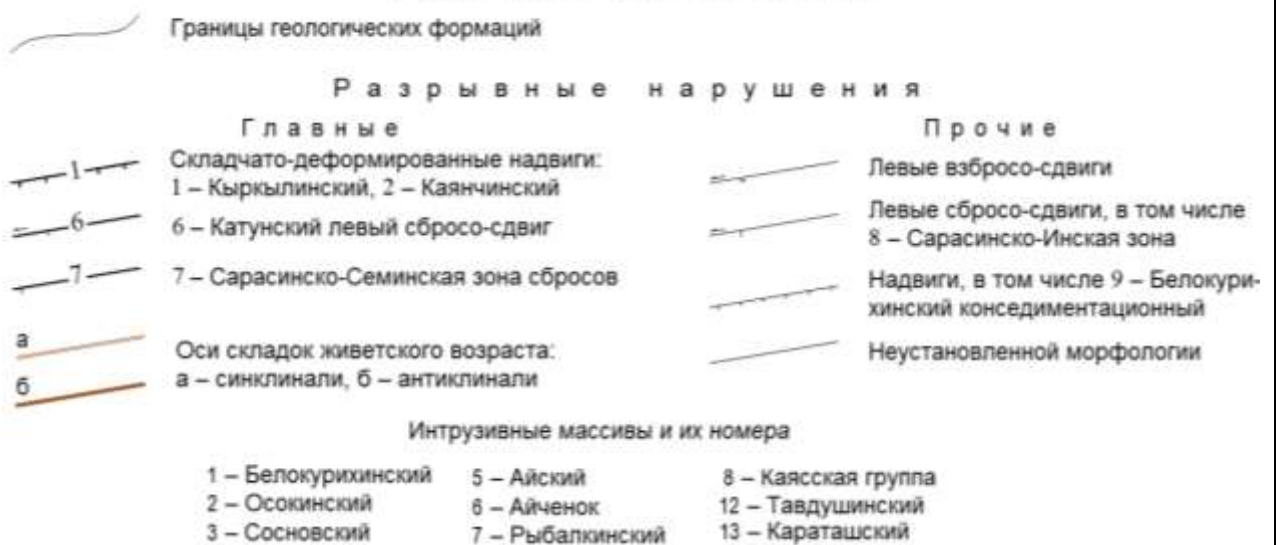 Границы геологических формаций
Разрывные нарушения
Главные
Складчато-деформированные надвиги:
1 – Кыркылинский, 2 – Каянчинский
1
6 – Катунский левый сбросо-сдвиг
6
7 – Сарасинско-Семинская зона сбросов
7
а
б
Оси складок живетского возраста:
а – синклинали, б – антиклинали
Прочие
Левые взбросо-сдвиги
Левые сбросо-сдвиги, в том числе
8 – Сарасинско-Инская зона
Надвиги, в том числе 9 – Белокури-
хинский конседиментационный
Неустановленной морфологии
Интрузивные массивы и их номера
1 – Белокурихинский
2 – Осокинский
3 – Сосновский
5 – Айский
6 – Айченок
7 – Рыбалкинский
8 – Каясская группа
12 – Тавдушинский
13 – Караташский